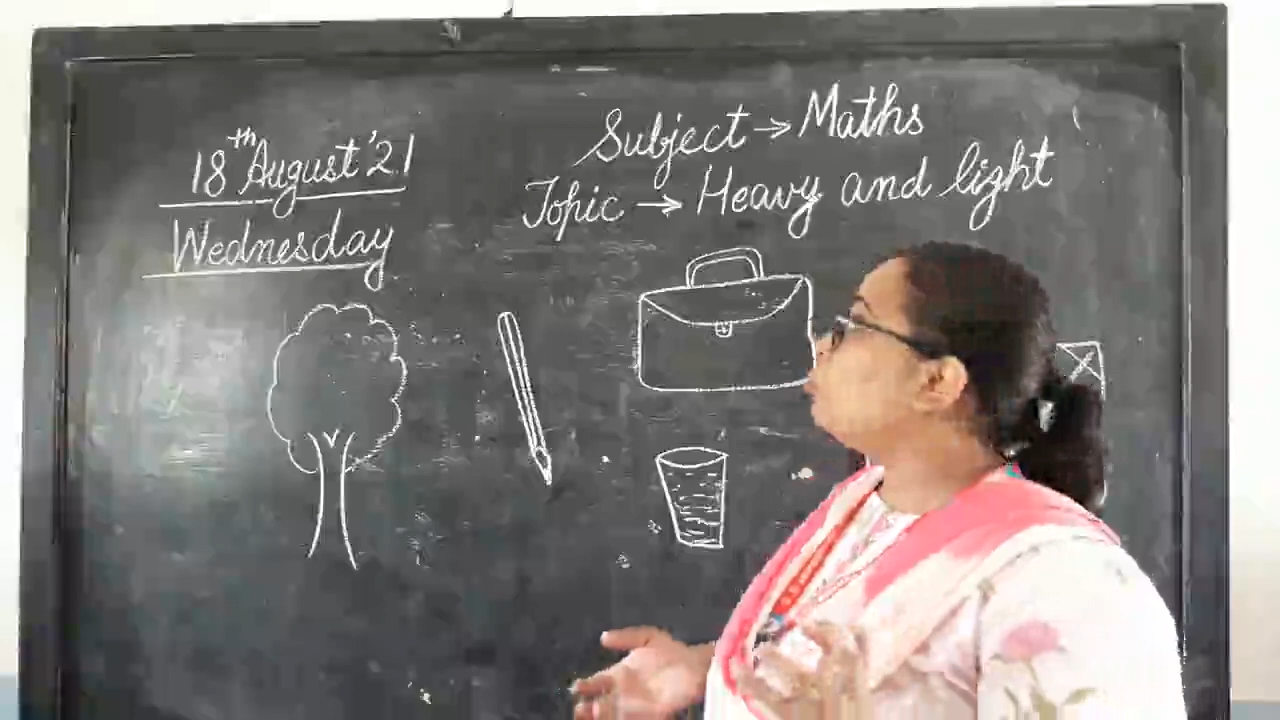 18th August'21
Wednesday
Subject → Maths
Topic → Heavy and light